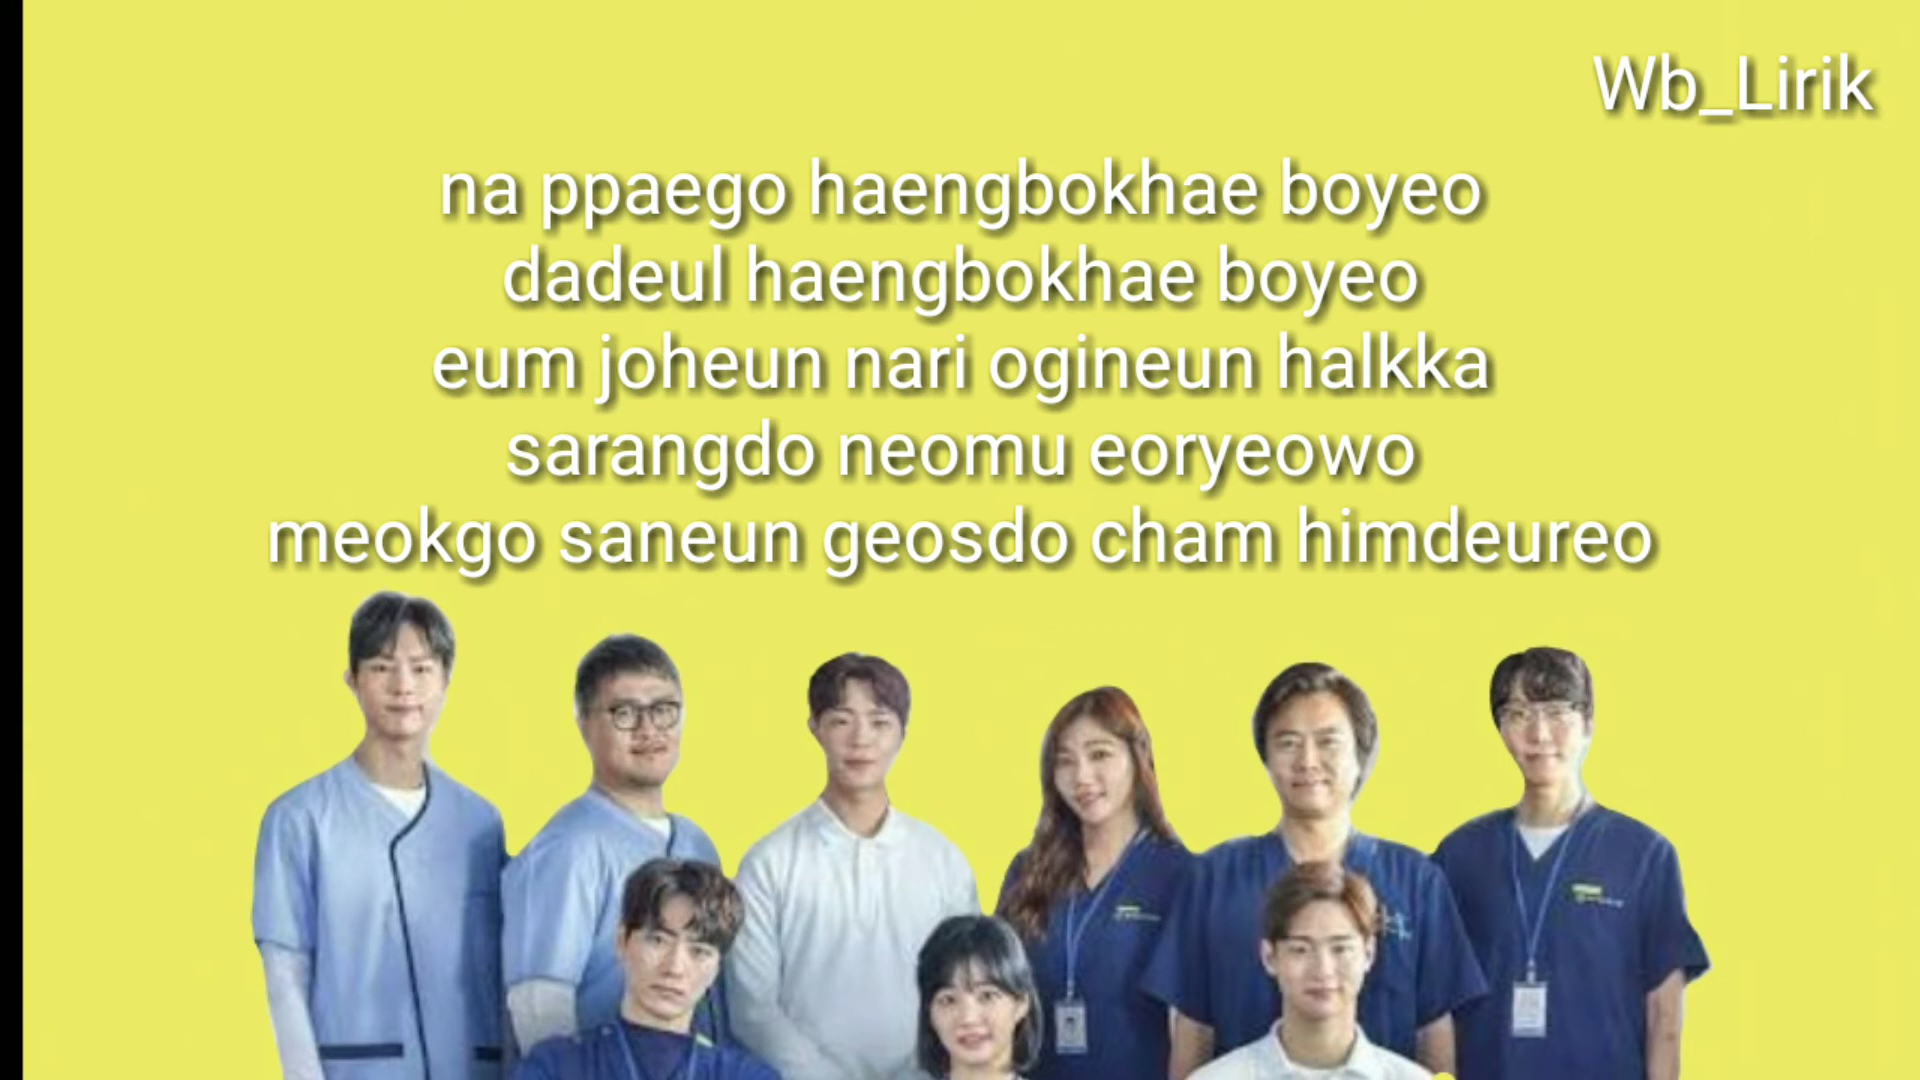 Wb_Lirik
na ppaego haengbokhae boyeo
dadeul haengbokhae boyeo
eum joheun nari ogineun halkka
sarangdo neomu eoryeowo
meokgo saneun geosdo cham himdeureo